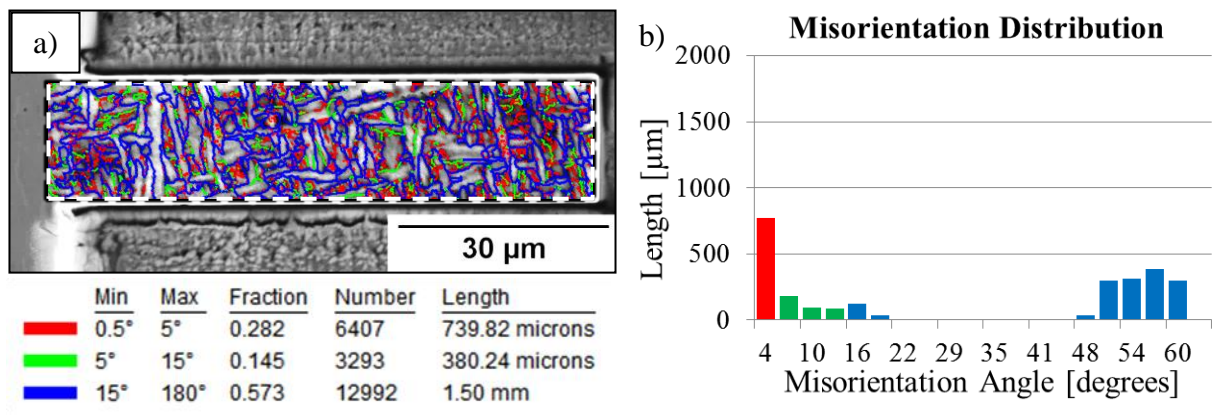 a)
30 µm
Min Max Fraction Number Length
0.5° 5° 0.282 6407 739.82 microns
5° 15° 0.145 3293 380.24 microns
15° 180° 0.573 12992 1.50 mm
b)
Misorientation Distribution
2000
1500
1000
500
0
Length [µm]
4 10 16 22 29 35 41 48 54 60
Misorientation Angle [degrees]